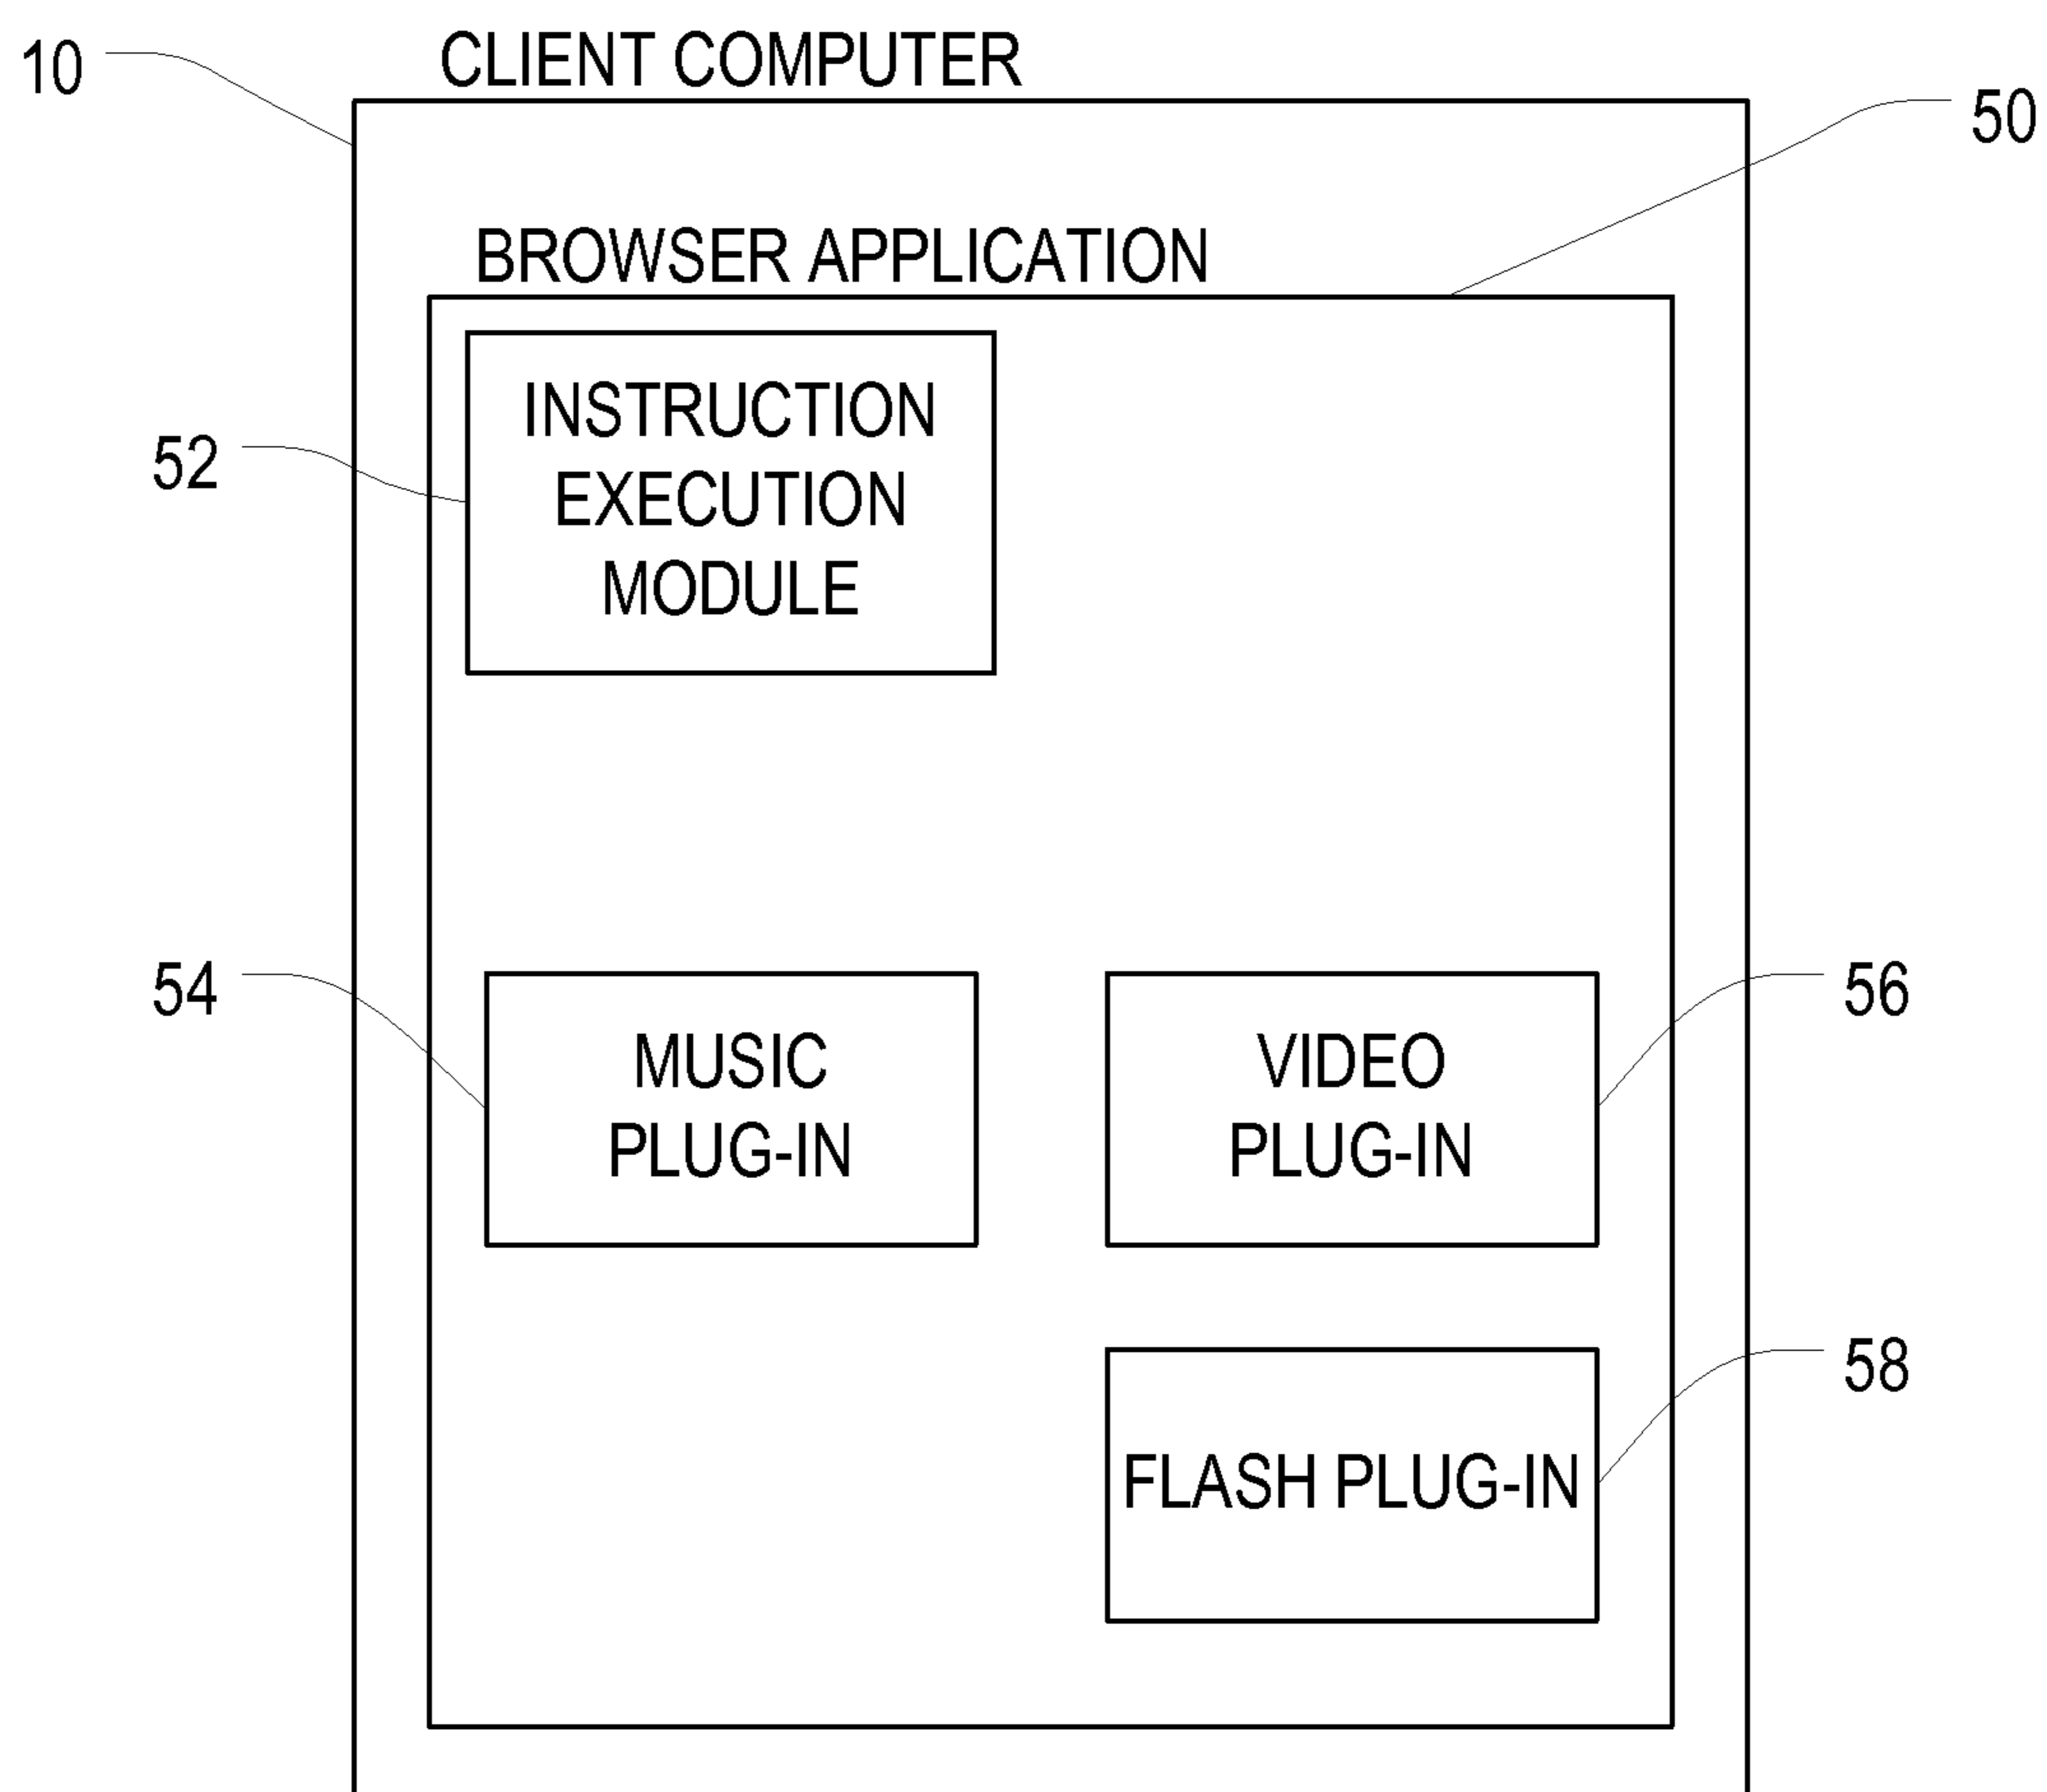 CLIENT COMPUTER
10
50
BROWSER APPLICATION
INSTRUCTION
EXECUTION
MODULE
52
54
MUSIC
PLUG-IN
VIDEO
PLUG-IN
56
58
FLASH PLUG-IN